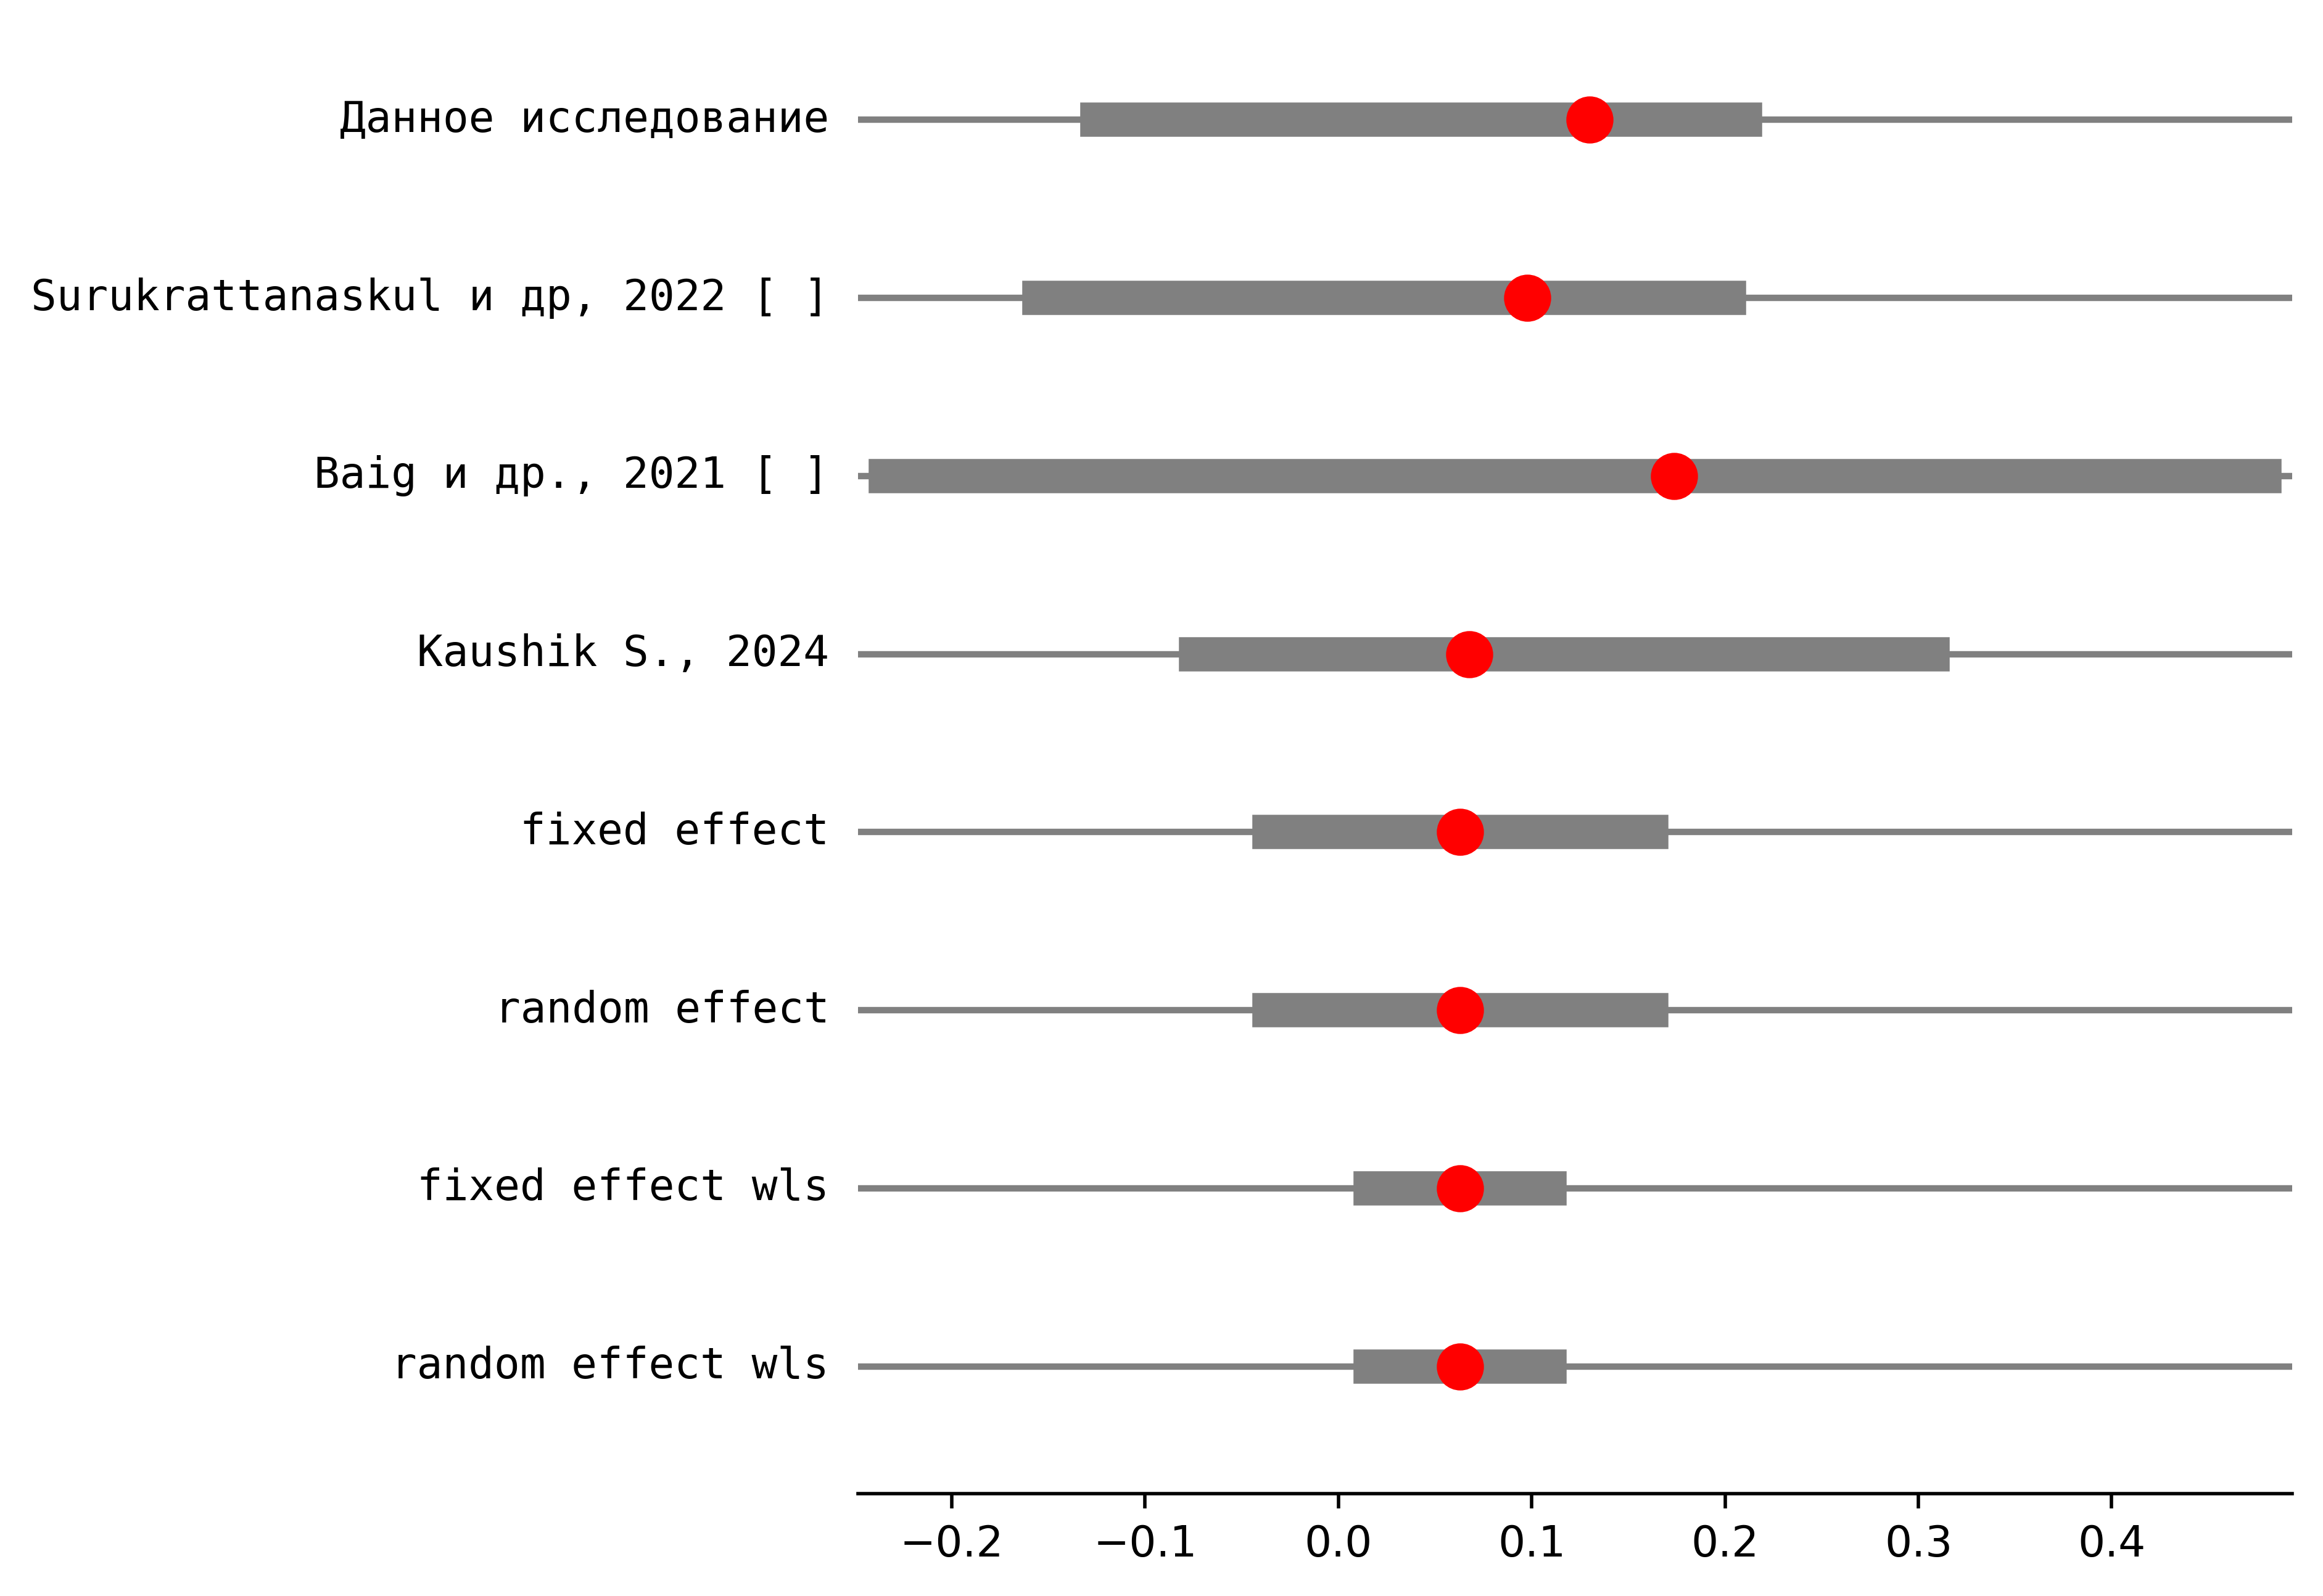 Данное исследование
Surukrattanaskul и др, 2022 [ ]
Baig и др., 2021 [ ]
Kaushik S., 2024
fixed effect
random effect
fixed effect wls
random effect wls
−0.2 −0.1 0.0 0.1 0.2 0.3 0.4